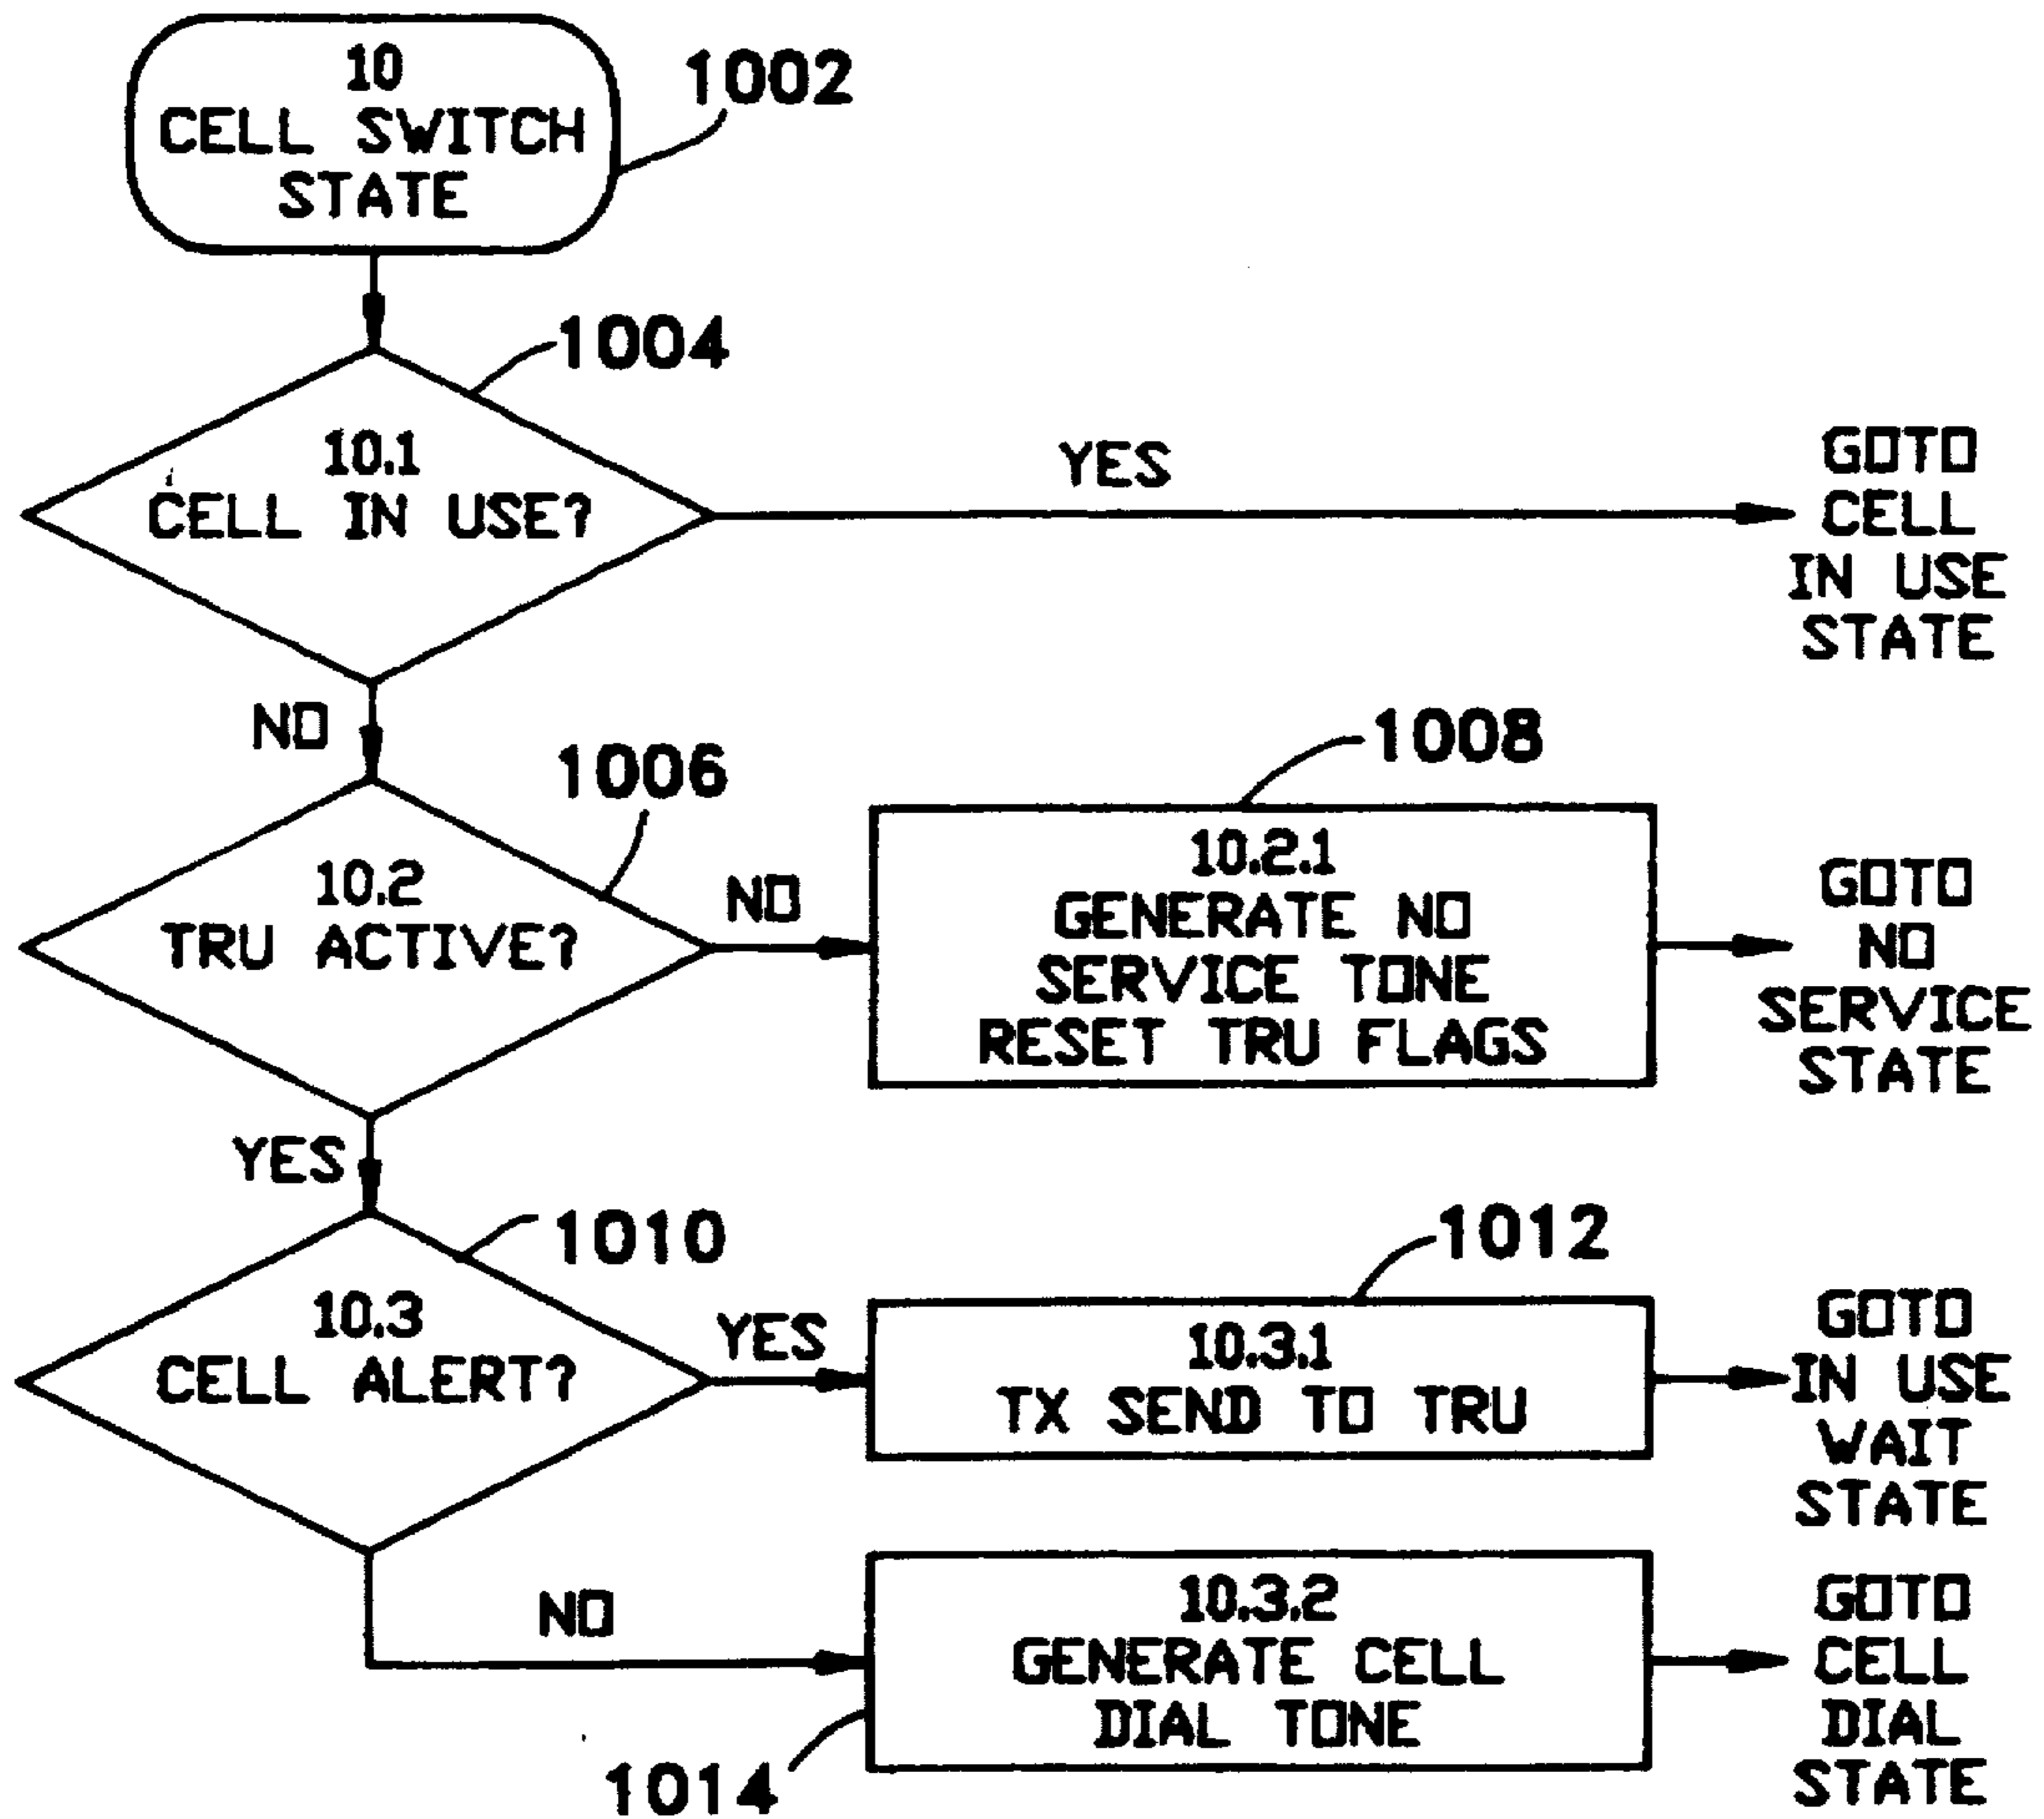 10
CELL SWITCH
STATE
1002
1004
10.1
CELL IN USE?
YES
GOTO
CELL
IN USE
STATE
NO
1006
10.2
TRU ACTIVE?
NO
1008
10.2.1
GENERATE NO
SERVICE TONE
RESET TRU FLAGS
GOTO
NO
SERVICE
STATE
YES
1010
10.3
CELL ALERT?
YES
1012
10.3.1
TX SEND TO TRU
GOTO
IN USE
WAIT
STATE
NO
10.3.2
GENERATE CELL
DIAL TONE
1014
GOTO
CELL
DIAL
STATE